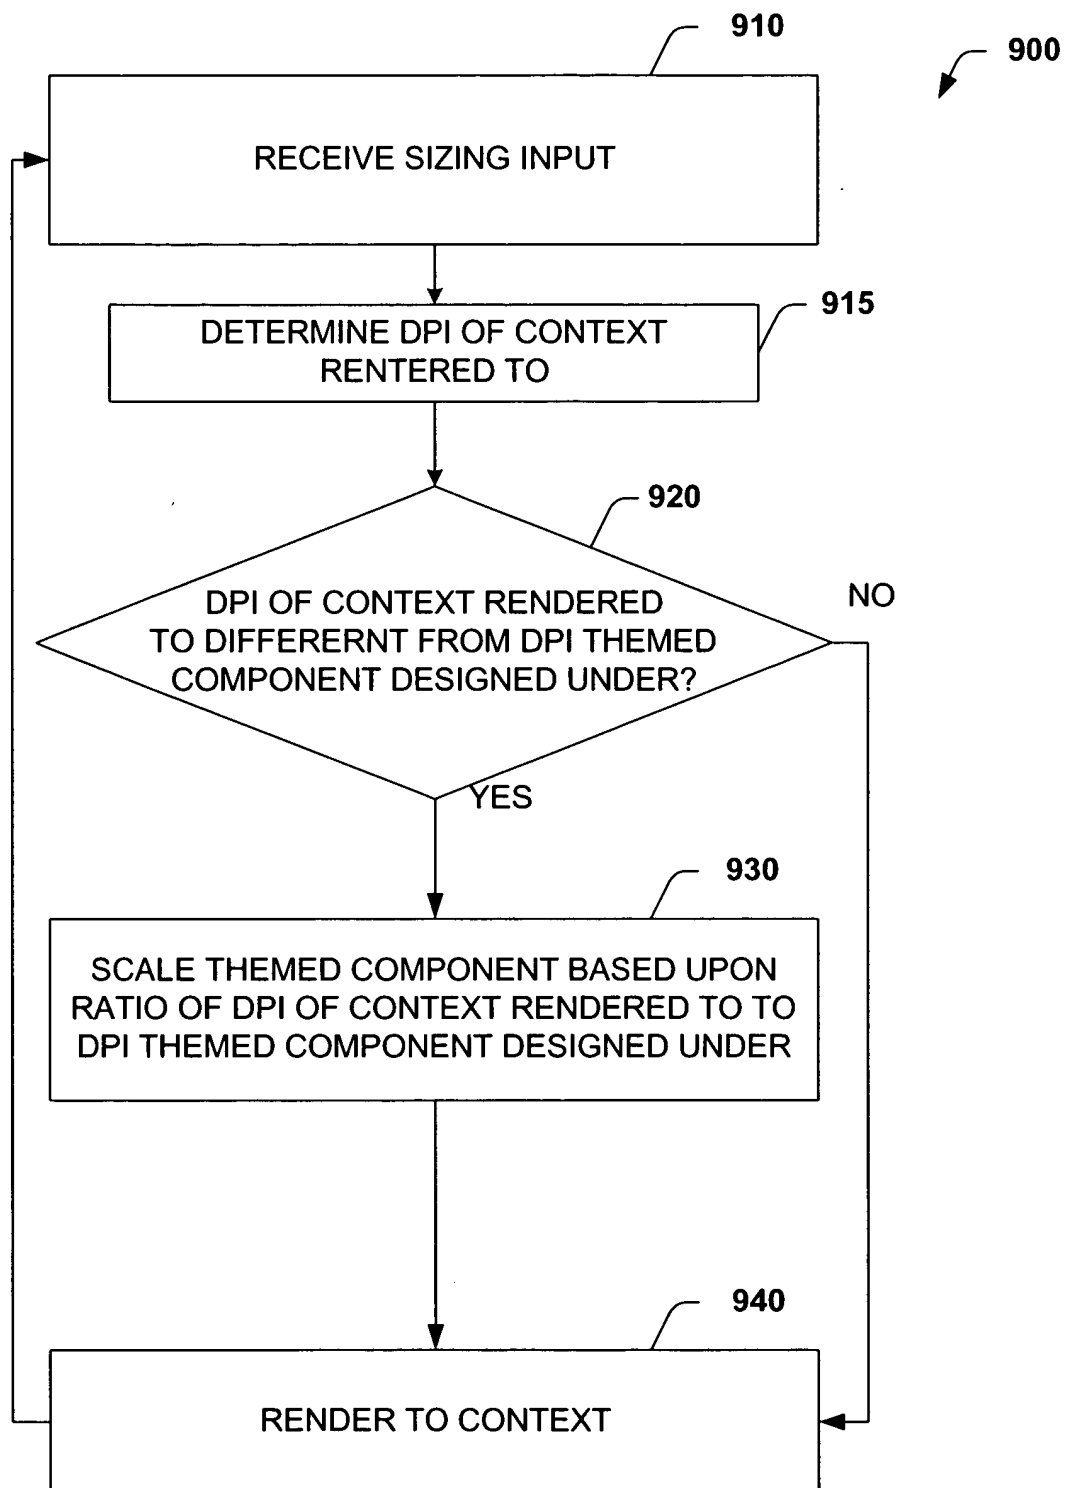 910
900
RECEIVE SIZING INPUT
915
DETERMINE DPI OF CONTEXT
RENTERED TO
920
NO
DPI OF CONTEXT RENDERED
TO DIFFERERNT FROM DPI THEMED
COMPONENT DESIGNED UNDER?
YES
930
SCALE THEMED COMPONENT BASED UPON
RATIO OF DPI OF CONTEXT RENDERED TO TO
DPI THEMED COMPONENT DESIGNED UNDER
940
RENDER TO CONTEXT